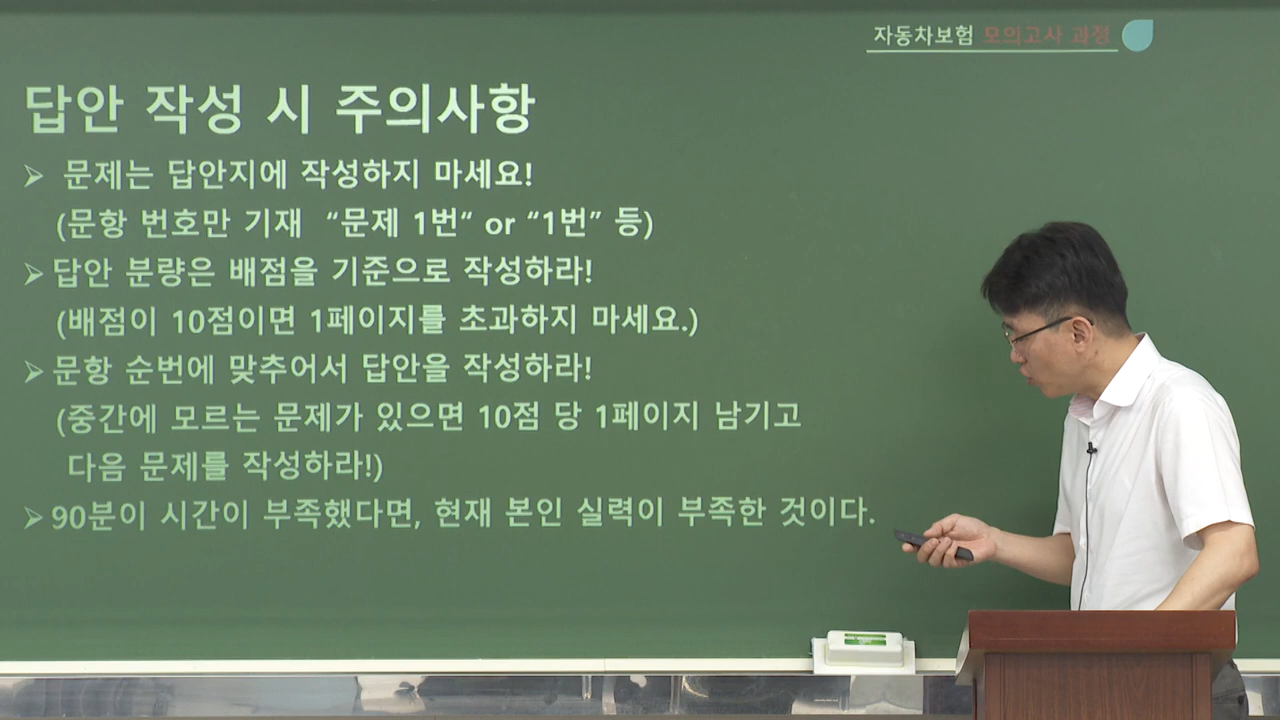 자동차보험 모의고사 과정
답안 작성 시 주의사항
➢ 문제는 답안지에 작성하지 마세요!
(문항 번호만 기재 “문제 1번“ or “1번” 등)
➢ 답안 분량은 배점을 기준으로 작성하라!
(배점이 10점이면 1페이지를 초과하지 마세요.)
➢ 문항 순번에 맞추어서 답안을 작성하라!
(중간에 모르는 문제가 있으면 10점 당 1페이지 남기고
다음 문제를 작성하라!)
➢ 90분이 시간이 부족했다면, 현재 본인 실력이 부족한 것이다.